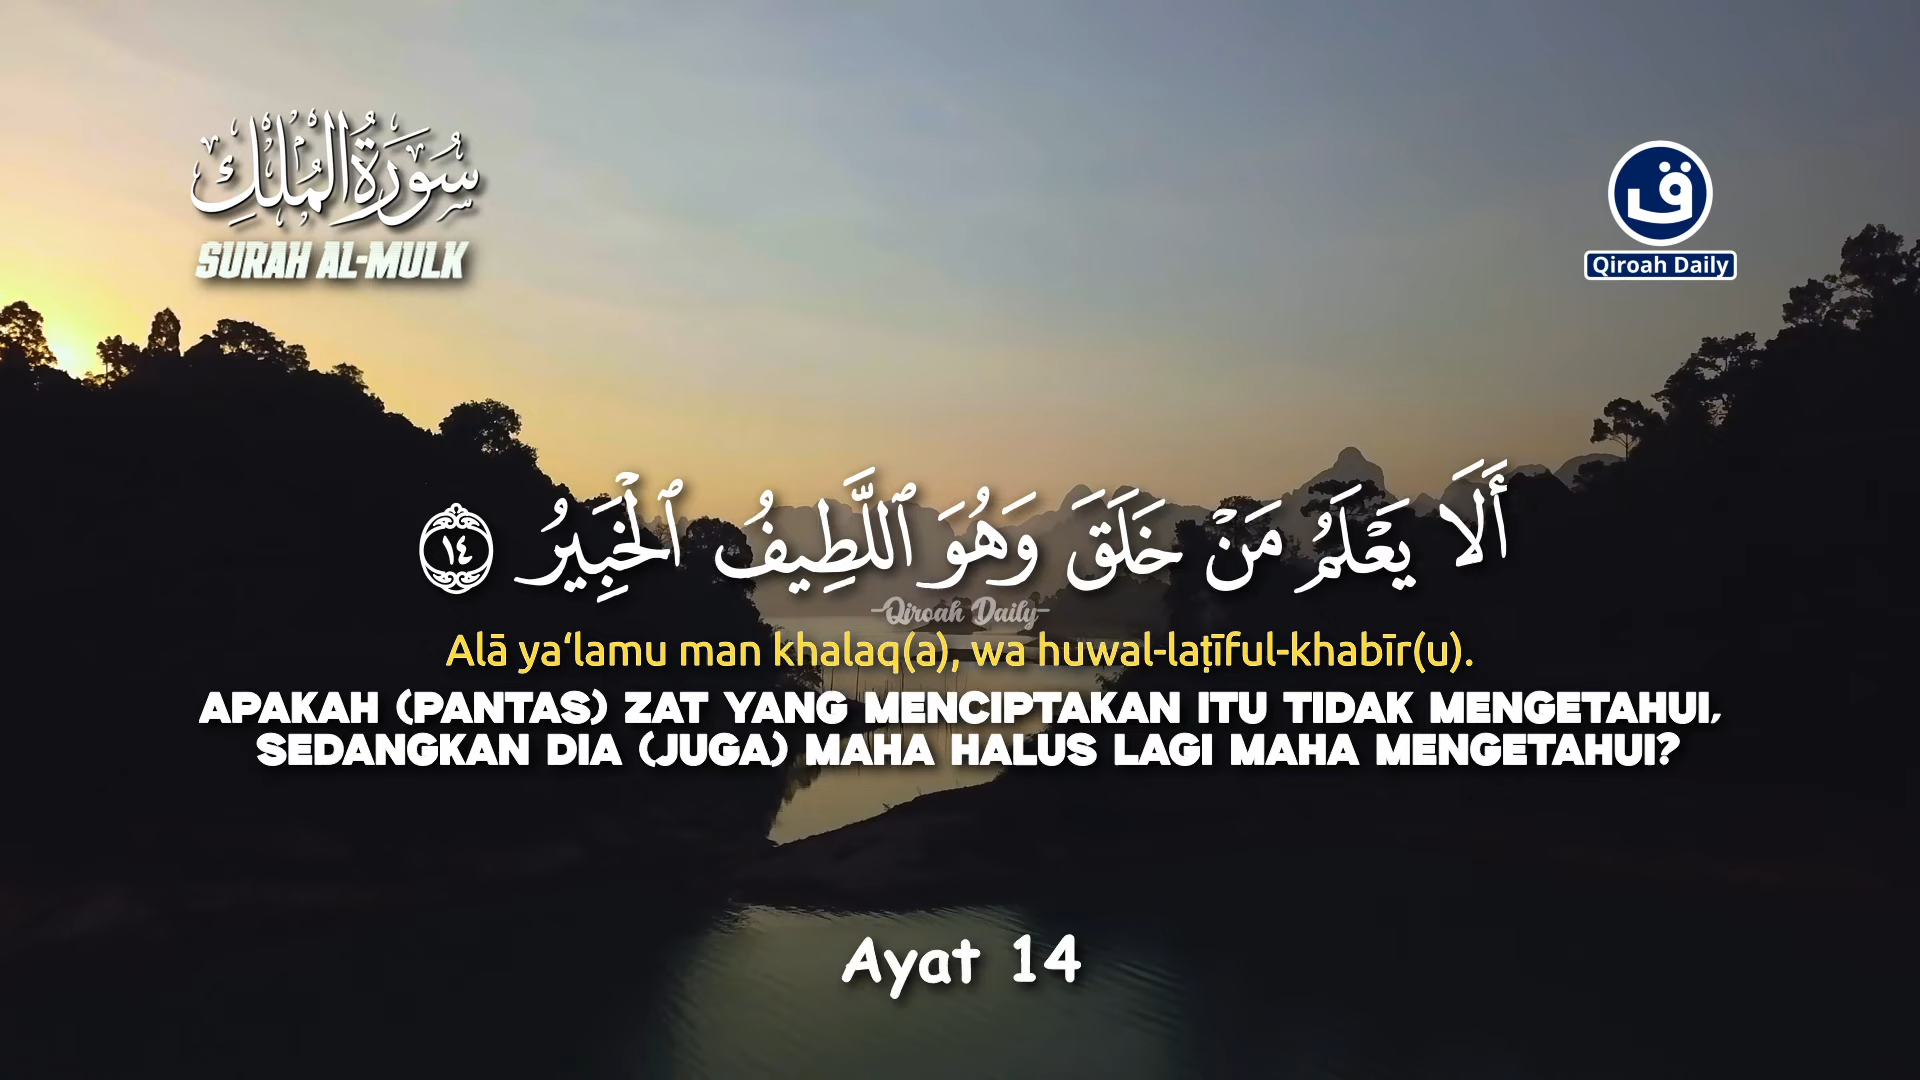 سُورَةُ الْمُلْكِ
SURAH AL-MULK
ق
Qiroah Daily
أَلَا يَعْلَمُ مَنْ خَلَقَ وَهُوَ ٱللَّطِيفُ ٱلْخَبِيرُ ١٤
-Qiroah Daily-
Alā ya‘lamu man khalaq(a), wa huwal-laṭīful-khabīr(u).
APAKAH (PANTAS) ZAT YANG MENCIPTAKAN ITU TIDAK MENGETAHUI,
SEDANGKAN DIA (JUGA) MAHA HALUS LAGI MAHA MENGETAHUI?
Ayat 14